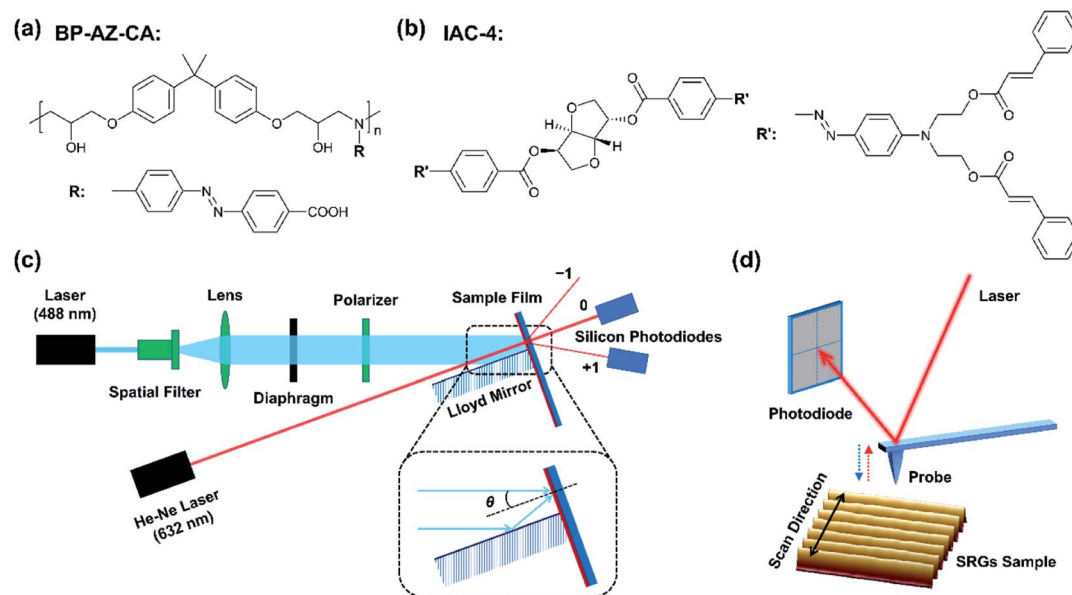 (a) BP-AZ-CA:
O
O
OH
OH
N
R
n
R:
N
N
COOH
(b) IAC-4:
R'
O
O
H
H
O
O
O
O
R'
R':
N
N
N
O
O
O
O
(c)
Laser
(488 nm)
Spatial Filter
Lens
Diaphragm
Polarizer
Sample Film
−1
0
+1
Silicon Photodiodes
Lloyd Mirror
He-Ne Laser
(632 nm)
θ
(d)
Laser
Photodiode
Probe
Scan Direction
SRGs Sample